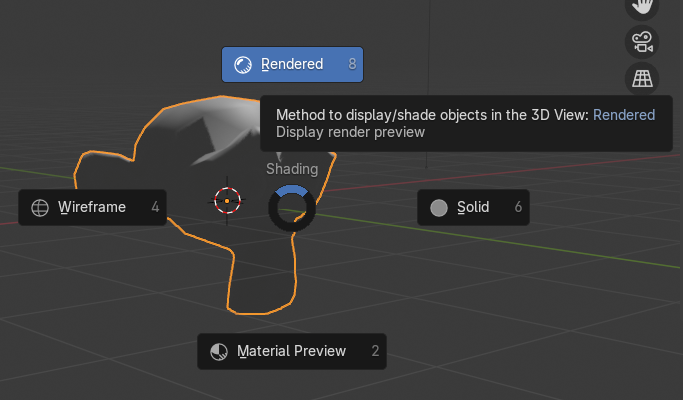 Rendered 8
Method to display/shade objects in the 3D View: Rendered
Display render preview
Shading
Wireframe 4
Solid 6
Material Preview 2